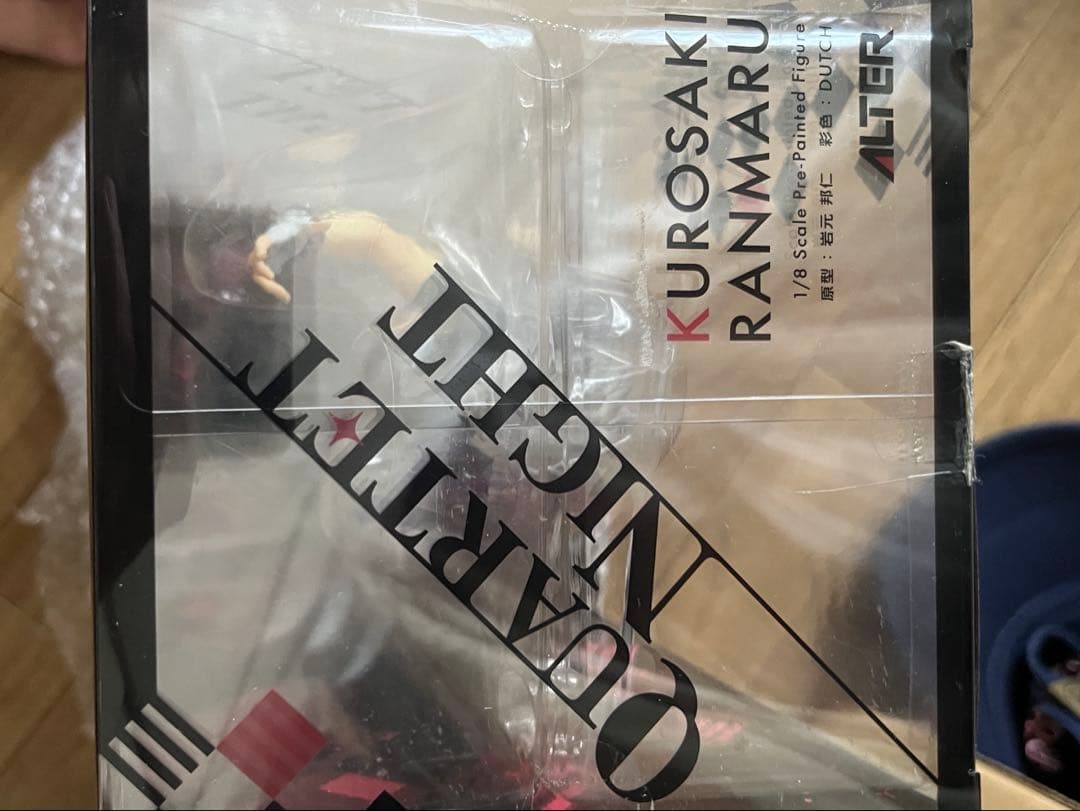 KUROSAKI
RANMARU
1/8 Scale Pre-Painted Figure
原型：岩元 邦仁 彩色：DUTCH
ALTER
QUARTET
NIGHT